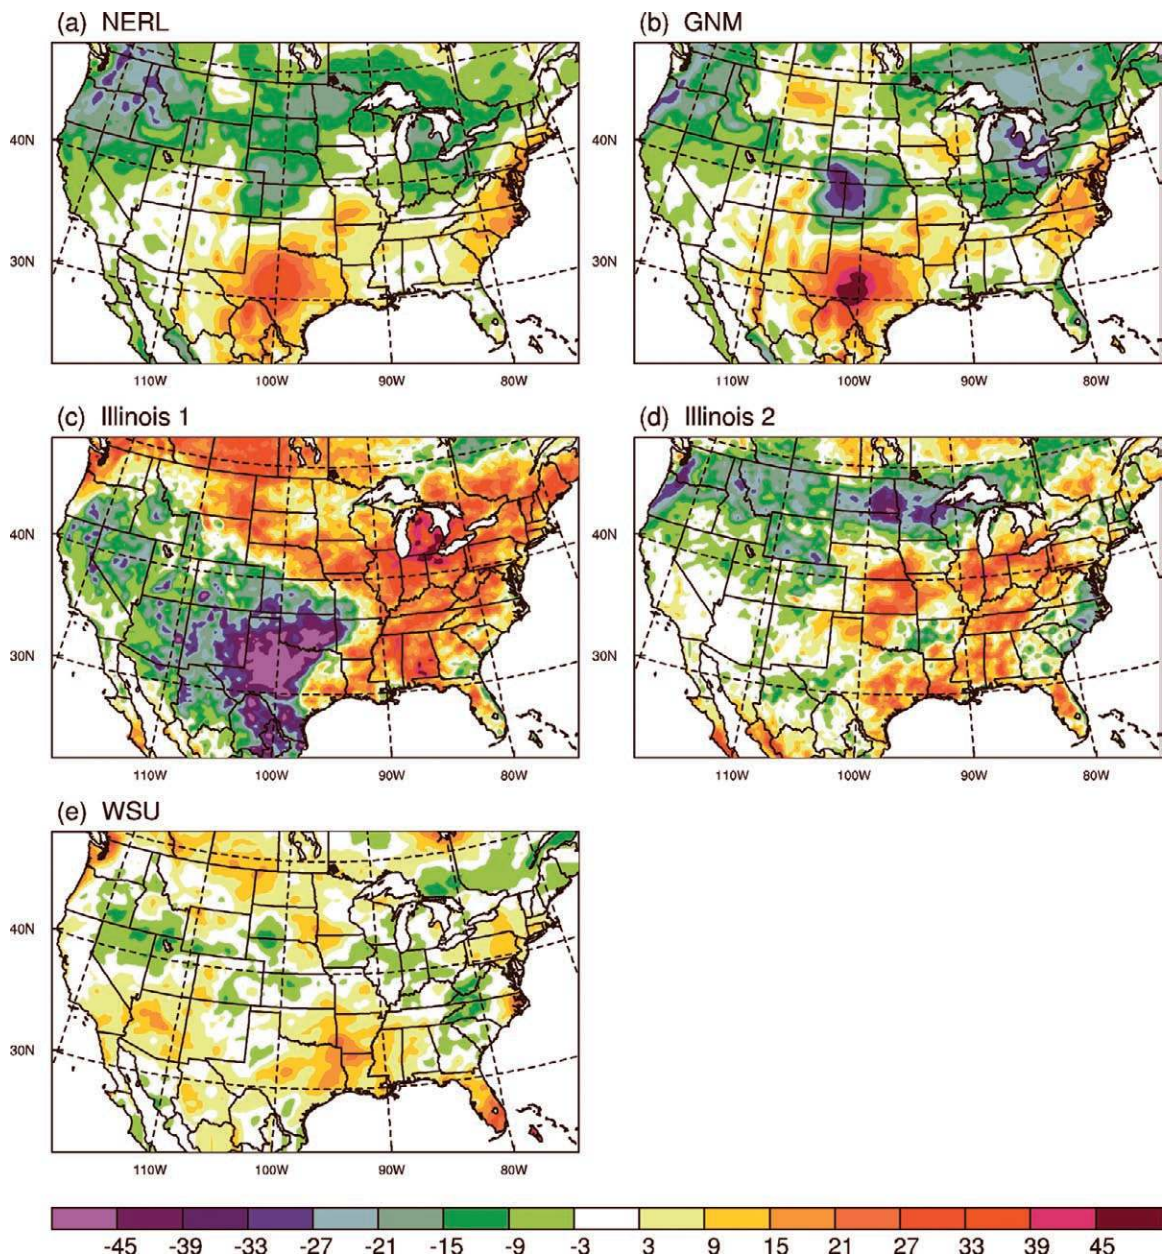 (a) NERL
(b) GNM
40N
40N
30N
30N
110W 100W 90W 80W
110W 100W 90W 80W
(c) Illinois 1
(d) Illinois 2
40N
40N
30N
30N
110W 100W 90W 80W
110W 100W 90W 80W
(e) WSU
40N
30N
110W 100W 90W 80W
-45 -39 -33 -27 -21 -15 -9 -3 3 9 15 21 27 33 39 45